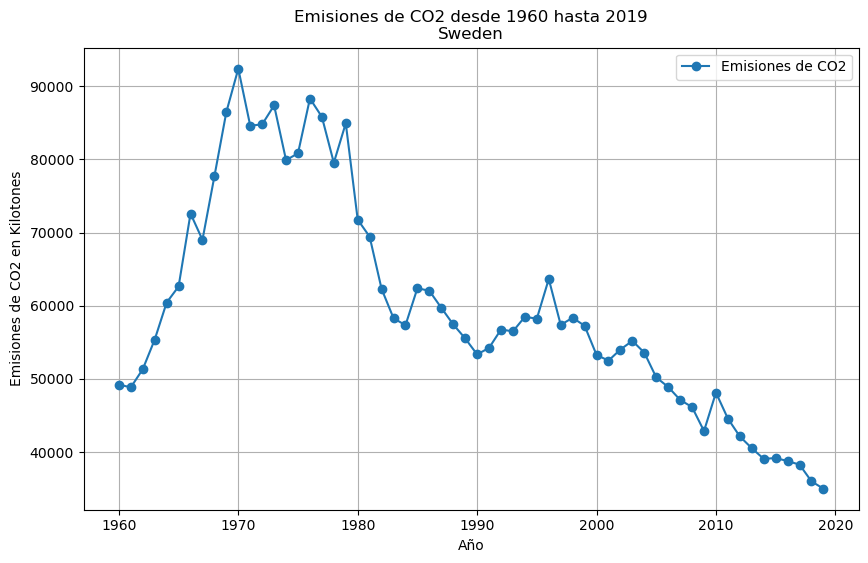 Emisiones de CO2 desde 1960 hasta 2019
Sweden
Emisiones de CO2
Emisiones de CO2 en Kilotones
90000
80000
70000
60000
50000
40000
1960
1970
1980
1990
2000
2010
2020
Año